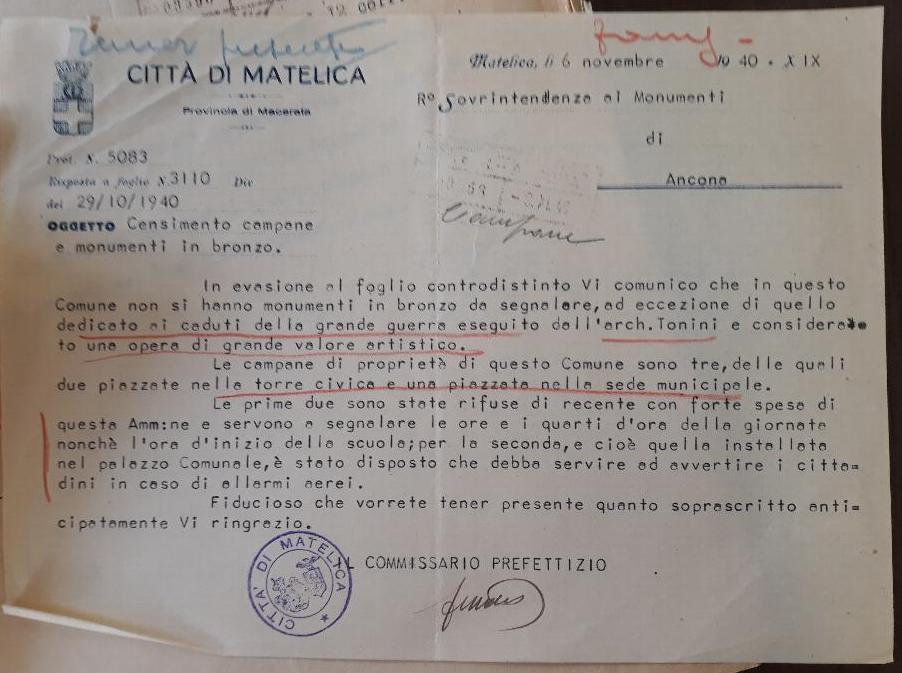 CITTÀ DI MATELICA
Provincia di Macerata
Matelica, li 6 novembre 1940 - XIX
Rª Sovrintendenza ai Monumenti
di
Ancona
Prot. N. 5083
Risposta a foglio N. 3110 Div
del 29/10/1940
OGGETTO Censimento campane
e monumenti in bronzo.
Campane
In evasione al foglio controdistinto Vi comunico che in questo
Comune non si hanno monumenti in bronzo da segnalare,ad eccezione di quello
dedicato ai caduti della grande guerra eseguito dall'arch.Tonini e considera=
to una opera di grande valore artistico.
Le campane di proprietà di questo Comune sono tre,delle quali
due piazzate nella torre civica e una piazzata nella sede municipale.
Le prime due sono state rifuse di recente con forte spesa di
questa Amm:ne e servono a segnalare le ore e i quarti d'ora della giornata
nonchè l'ora d'inizio della scuola;per la seconda,e cioè quella installata
nel palazzo Comunale,è stato disposto che debba servire ad avvertire i citta=
dini in caso di allarmi aerei.
Fiducioso che vorrete tener presente quanto soprascritto anti=
cipatamente Vi ringrazio.
IL COMMISSARIO PREFETTIZIO
CITTA' DI MATELICA